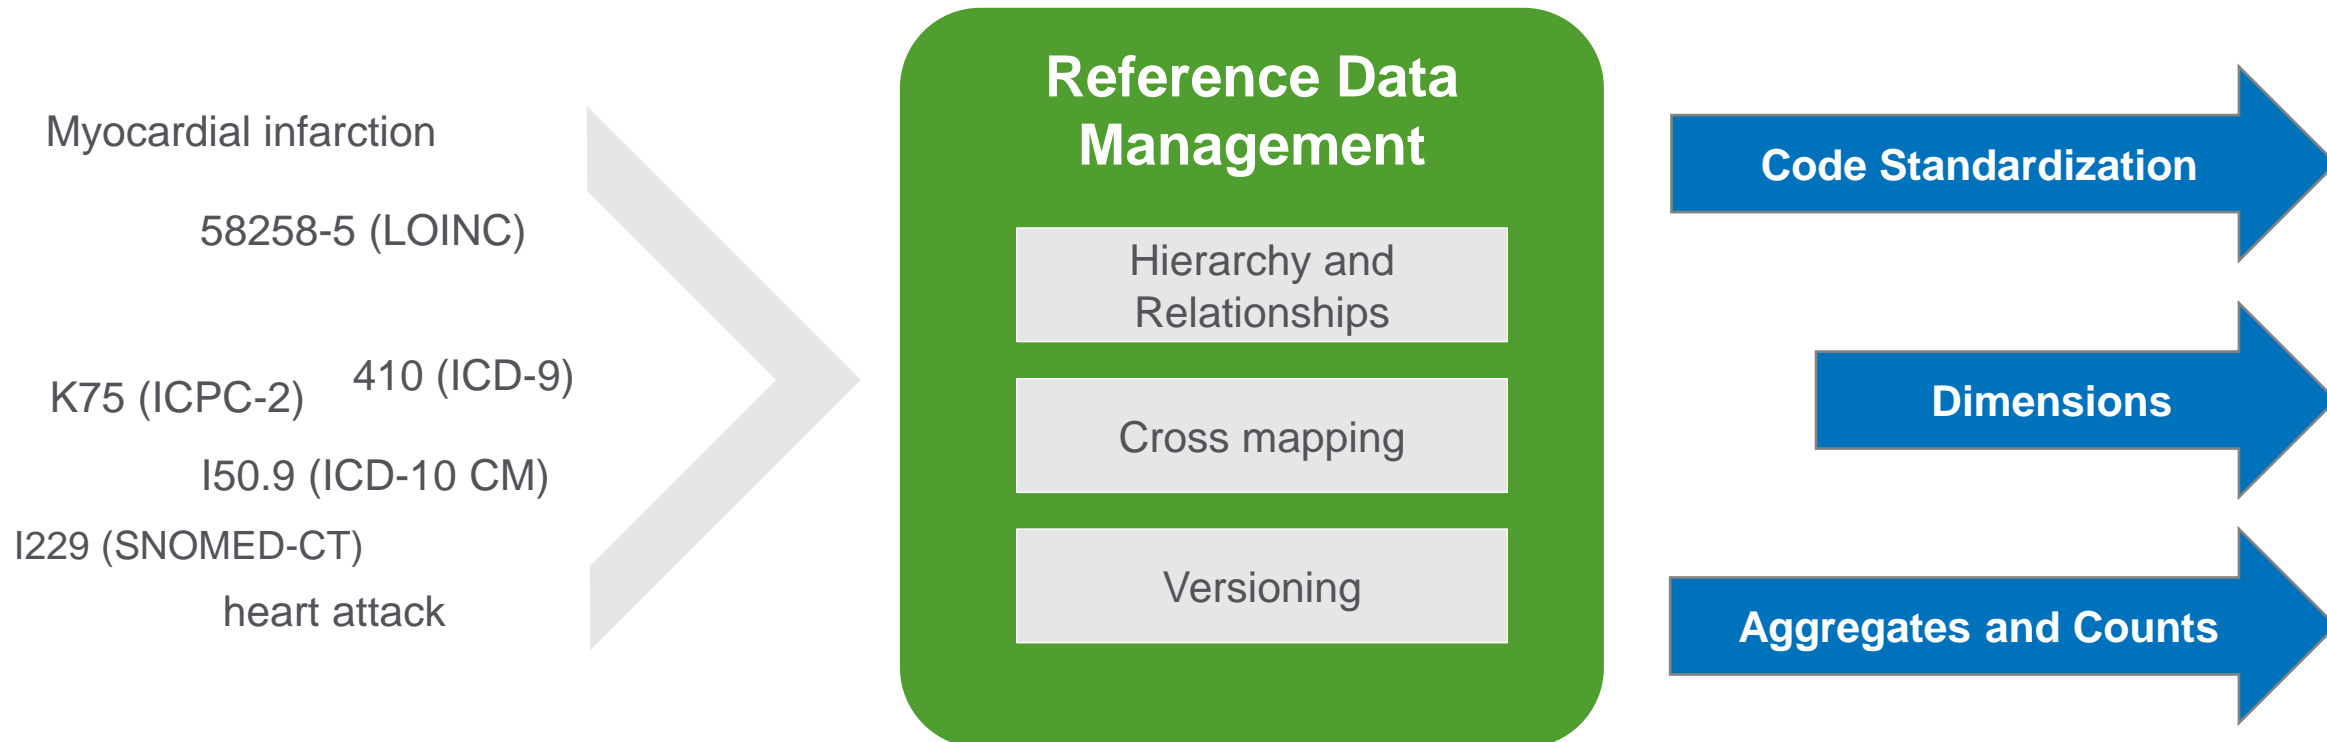 Myocardial infarction
58258-5 (LOINC)
K75 (ICPC-2)
410 (ICD-9)
I50.9 (ICD-10 CM)
I229 (SNOMED-CT)
heart attack
Reference Data
Management
Hierarchy and
Relationships
Cross mapping
Versioning
Code Standardization
Dimensions
Aggregates and Counts